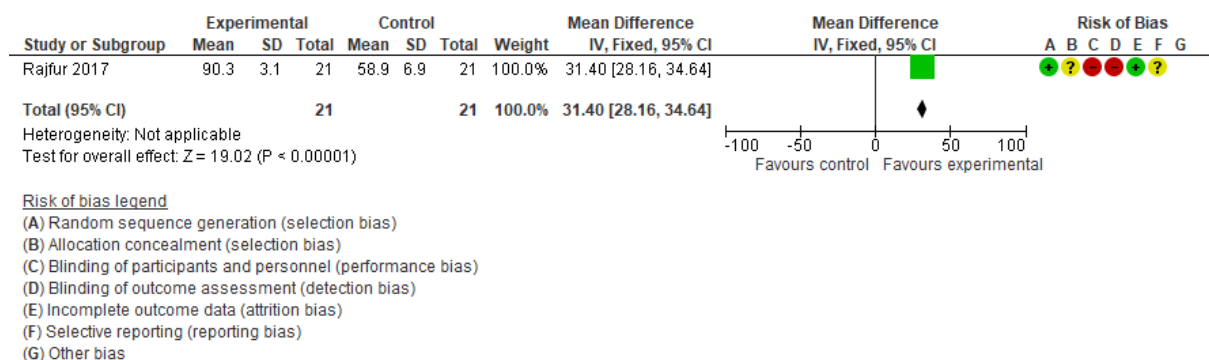 Experimental Control Mean Difference Mean Difference Risk of Bias
Study or Subgroup Mean SD Total Mean SD Total Weight IV, Fixed, 95% CI IV, Fixed, 95% CI A B C D E F G
Rajfur 2017 90.3 3.1 21 58.9 6.9 21 100.0% 31.40 [28.16, 34.64] + ? - - + ?
Total (95% CI) 21 21 100.0% 31.40 [28.16, 34.64]
Heterogeneity: Not applicable
Test for overall effect: Z = 19.02 (P < 0.00001)
-100 -50 0 50 100
Favours control Favours experimental
Risk of bias legend
(A) Random sequence generation (selection bias)
(B) Allocation concealment (selection bias)
(C) Blinding of participants and personnel (performance bias)
(D) Blinding of outcome assessment (detection bias)
(E) Incomplete outcome data (attrition bias)
(F) Selective reporting (reporting bias)
(G) Other bias